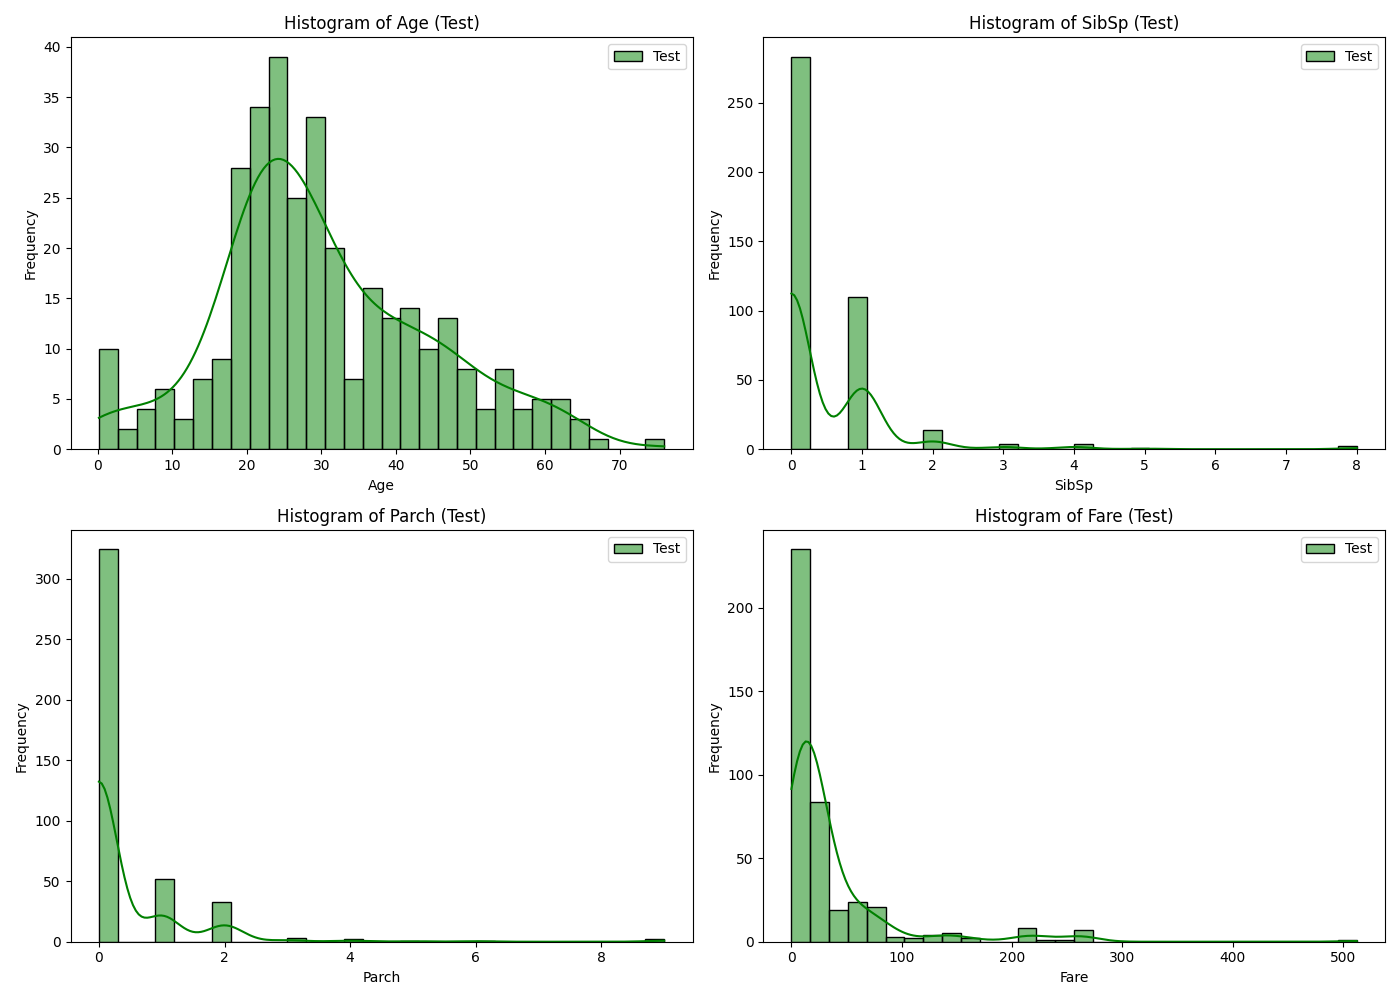 Histogram of Age (Test)
Test
40
35
30
25
20
15
10
5
0
Frequency
0 10 20 30 40 50 60 70
Age
Histogram of SibSp (Test)
Test
250
200
150
100
50
0
Frequency
0 1 2 3 4 5 6 7 8
SibSp
Histogram of Parch (Test)
Test
300
250
200
150
100
50
0
Frequency
0 2 4 6 8
Parch
Histogram of Fare (Test)
Test
200
150
100
50
0
Frequency
0 100 200 300 400 500
Fare